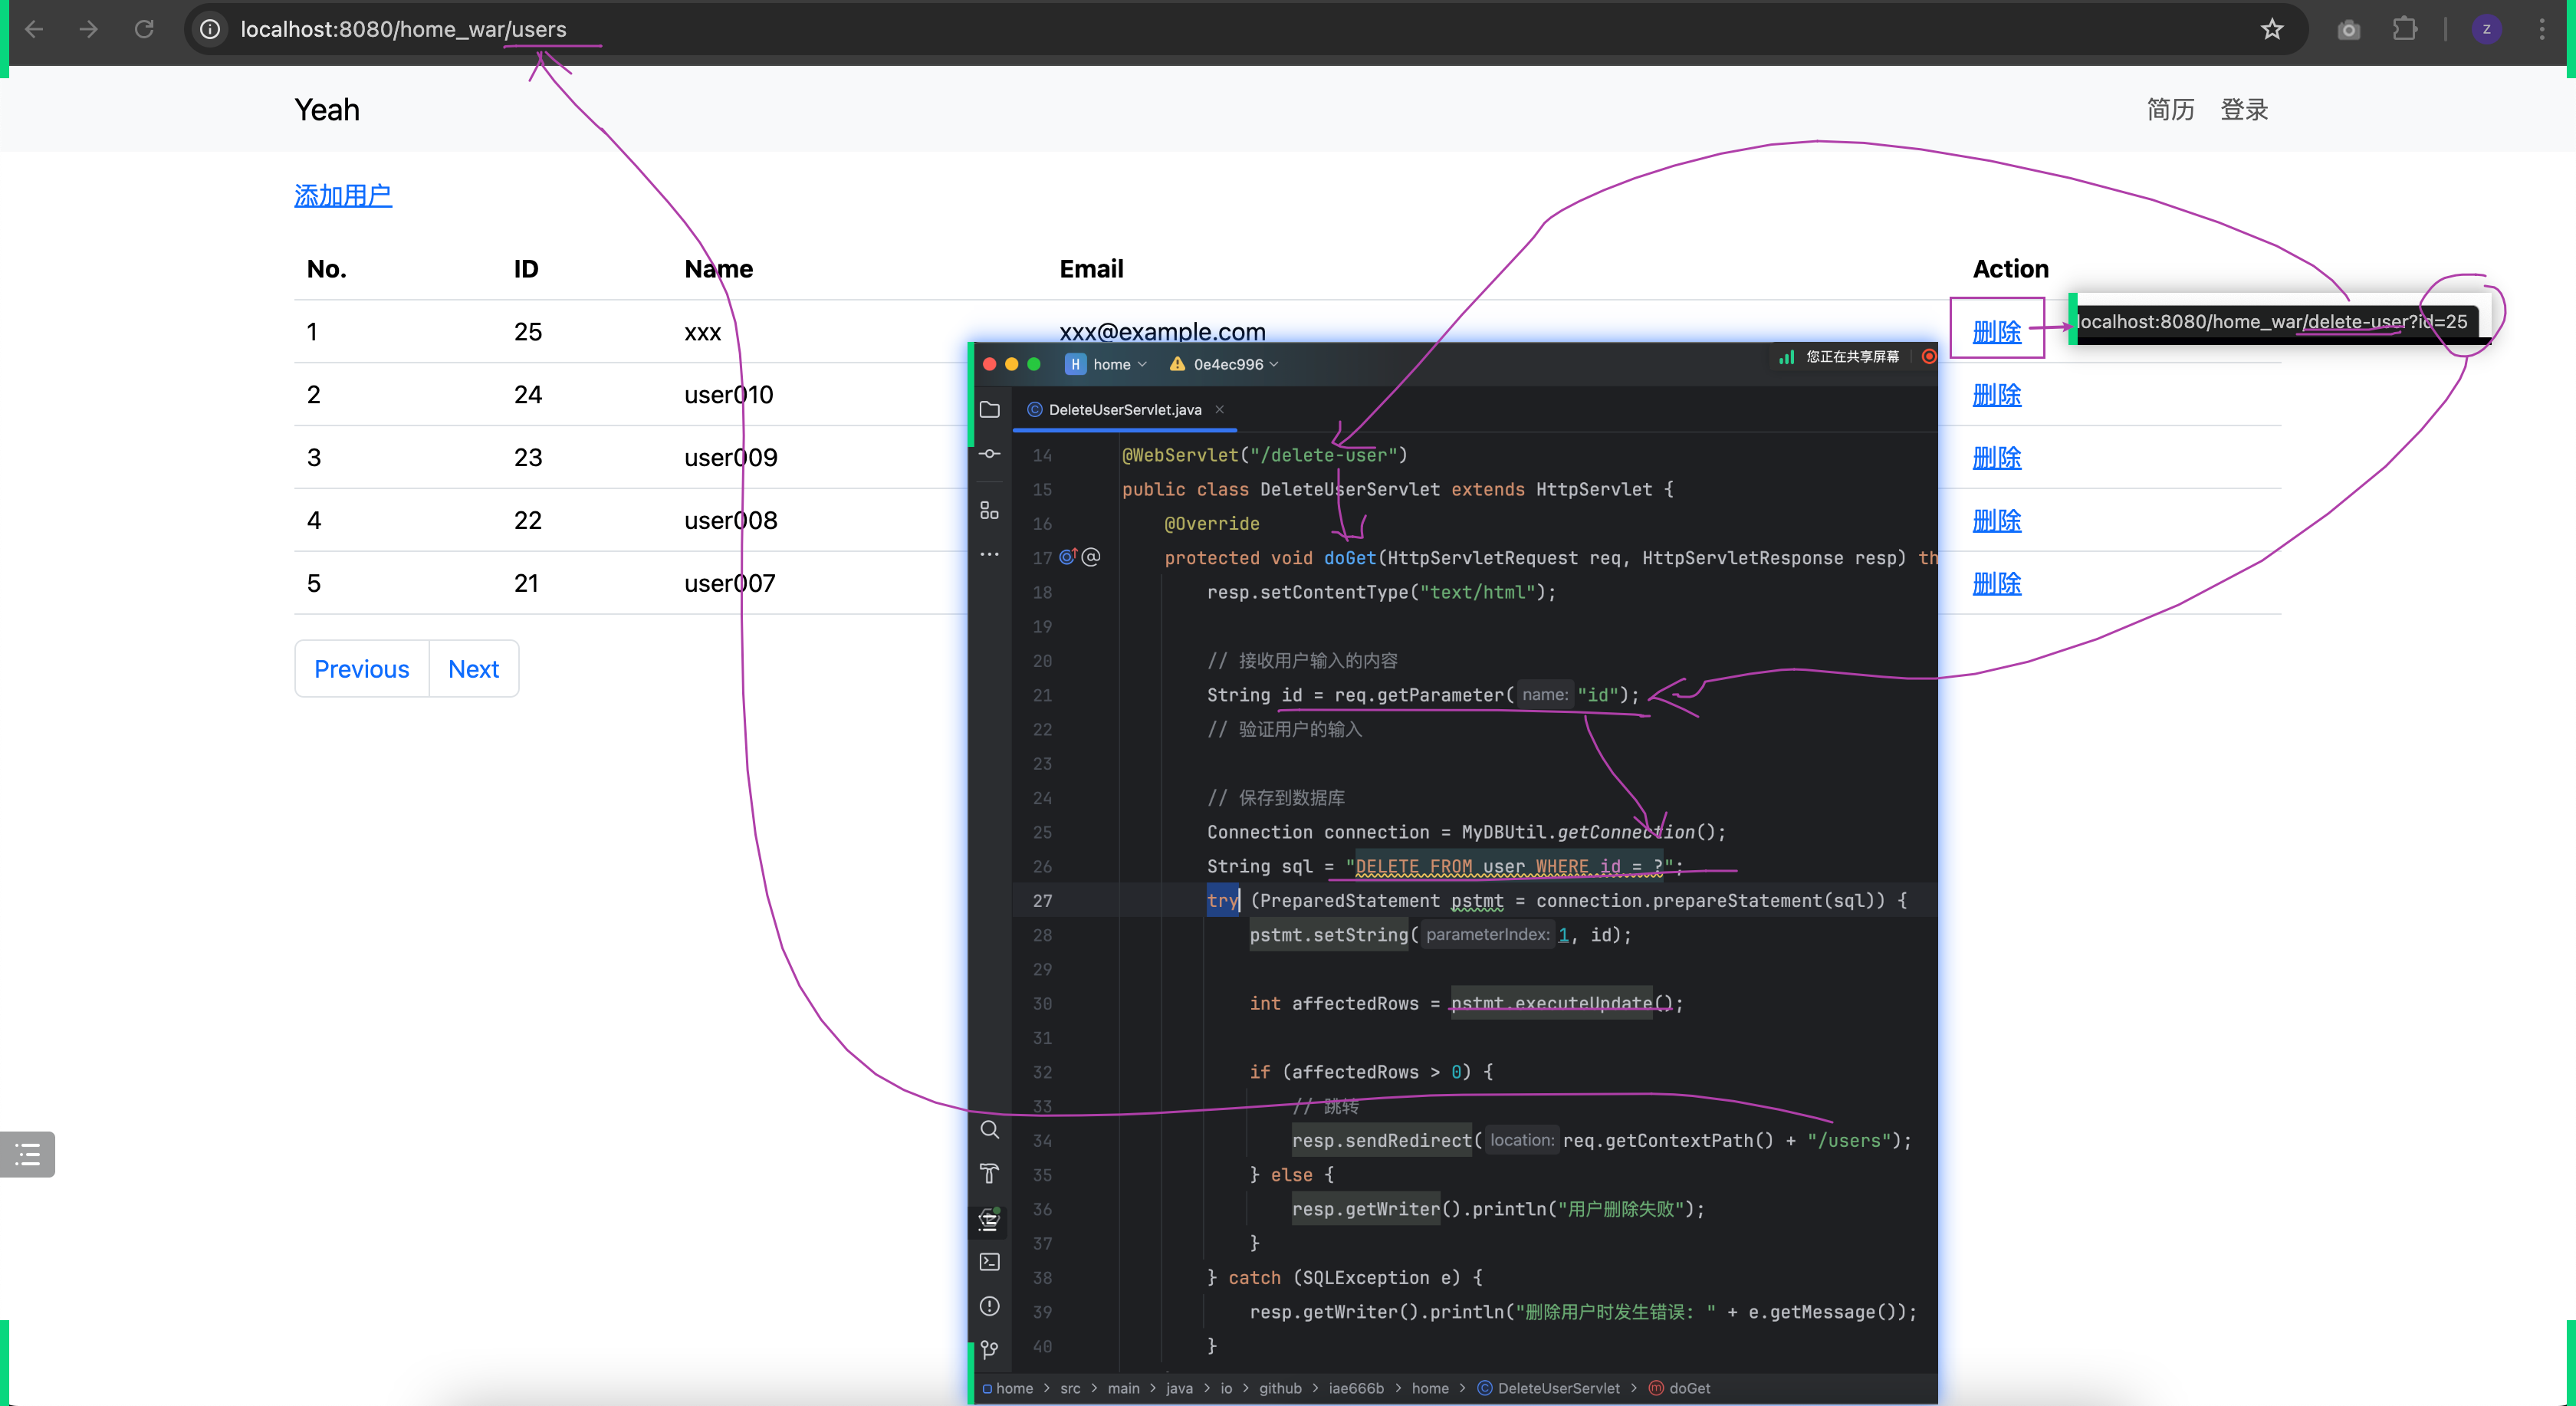 localhost:8080/home_war/users
Z
Yeah
简历 登录
添加用户
No. ID Name Email Action
1 25 xxx xxx@example.com 删除
localhost:8080/home_war/delete-user?id=25
2 24 user010 删除
3 23 user009 删除
4 22 user008 删除
5 21 user007 删除
Previous Next
H home 0e4ec996 您正在共享屏幕
DeleteUserServlet.java
14 @WebServlet("/delete-user")
15 public class DeleteUserServlet extends HttpServlet {
16 @Override
17 protected void doGet(HttpServletRequest req, HttpServletResponse resp) th
18 resp.setContentType("text/html");
19
20 // 接收用户输入的内容
21 String id = req.getParameter( name: "id");
22 // 验证用户的输入
23
24 // 保存到数据库
25 Connection connection = MyDBUtil.getConnection();
26 String sql = "DELETE FROM user WHERE id = ?";
27 try (PreparedStatement pstmt = connection.prepareStatement(sql)) {
28 pstmt.setString( parameterIndex: 1, id);
29
30 int affectedRows = pstmt.executeUpdate();
31
32 if (affectedRows > 0) {
33 // 跳转
34 resp.sendRedirect( location: req.getContextPath() + "/users");
35 } else {
36 resp.getWriter().println("用户删除失败");
37 }
38 } catch (SQLException e) {
39 resp.getWriter().println("删除用户时发生错误: " + e.getMessage());
40 }
home > src > main > java > io > github > iae666b > home > DeleteUserServlet > doGet